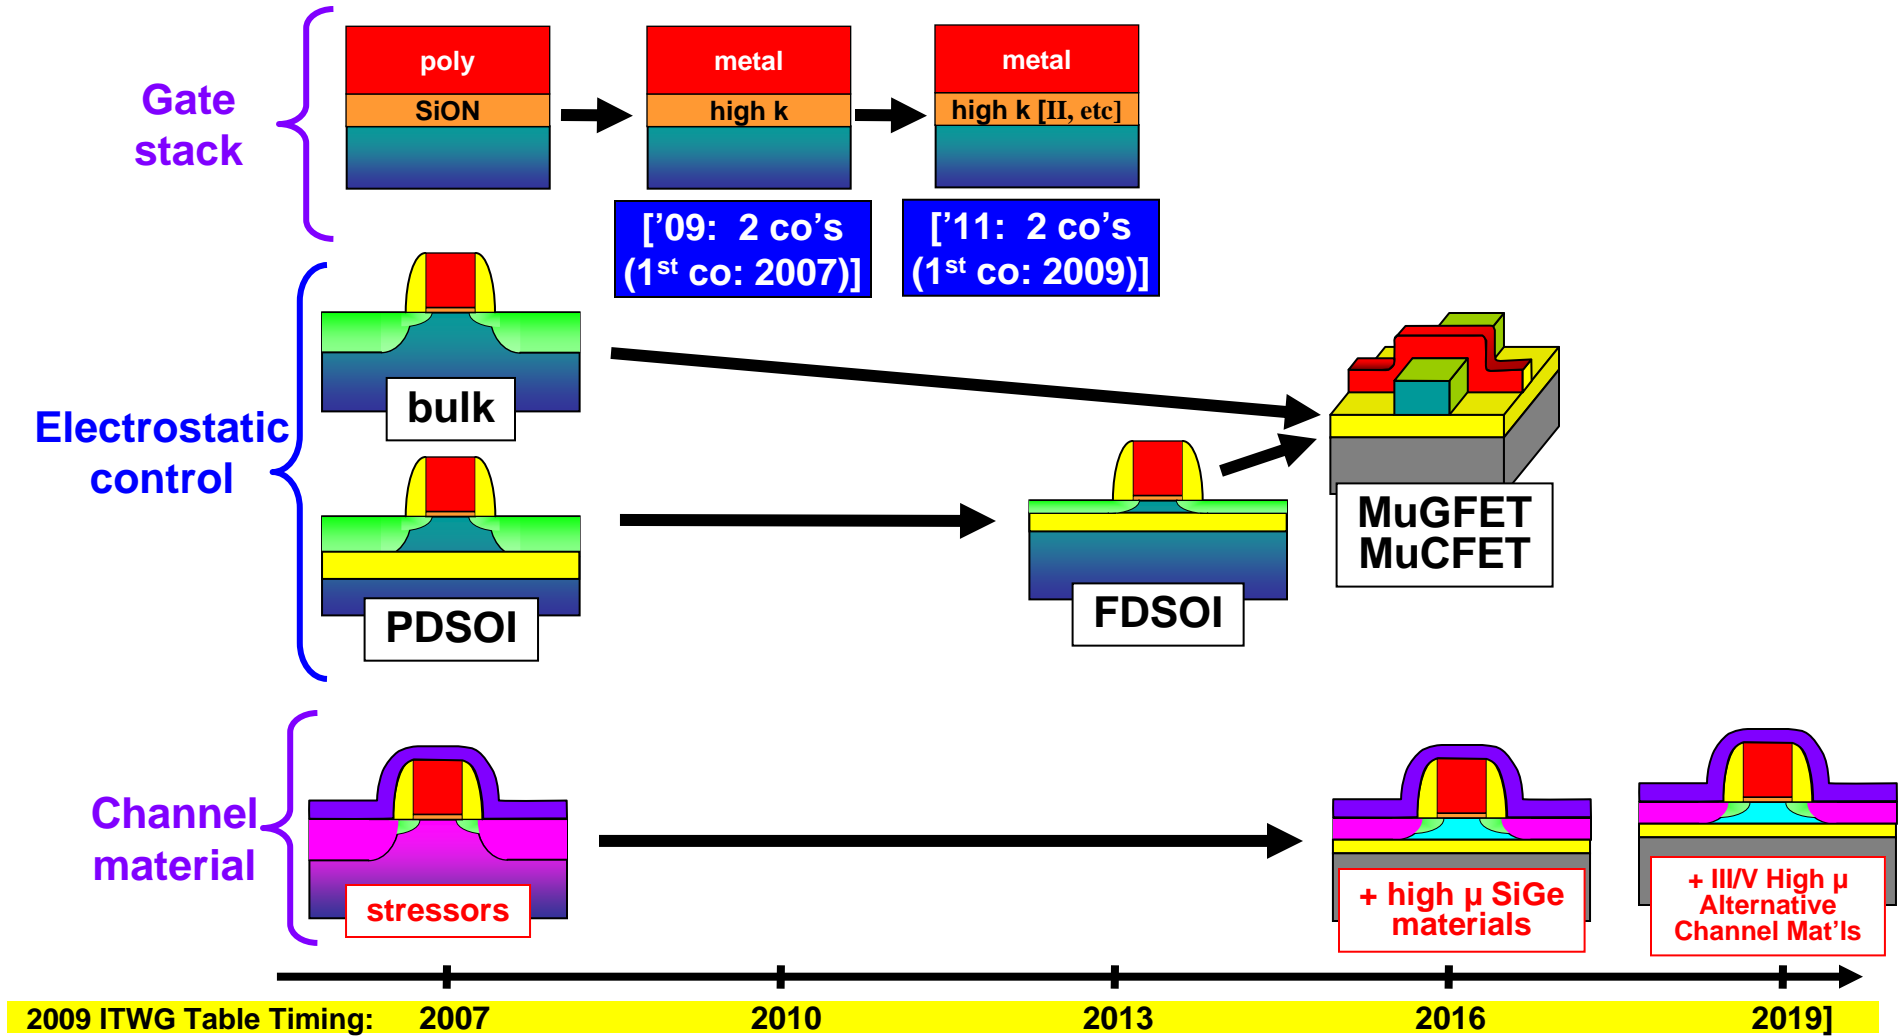 Gate
stack
poly
SiON
metal
high k
metal
high k [II, etc]
['09:  2 co's
(1st co: 2007)]
['11:  2 co's
(1st co: 2009)]
Electrostatic
control
bulk
PDSOI
FDSOI
MuGFET
MuCFET
Channel
material
stressors
+ high µ SiGe
materials
+ III/V High µ
Alternative
Channel Mat'ls
2009 ITWG Table Timing: 2007 2010 2013 2016 2019]